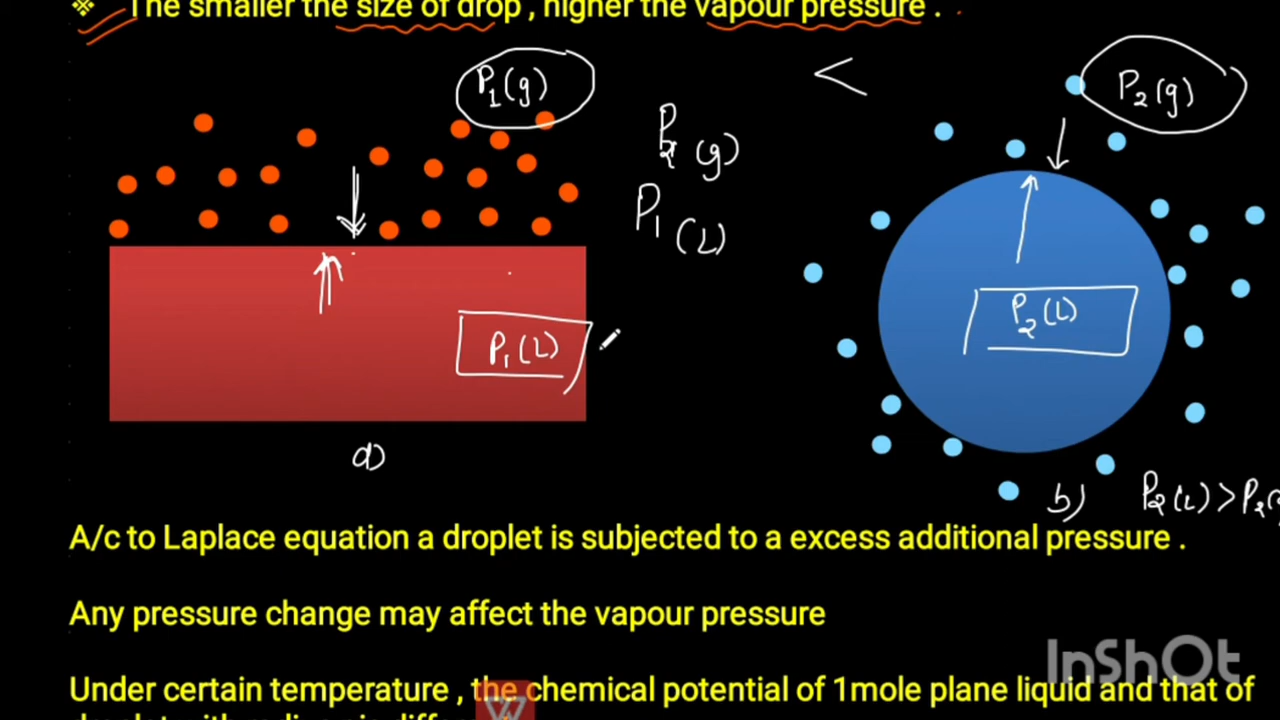 ❖ The smaller the size of drop , higher the vapour pressure .
P1(g)
<
P2(g)
(g)
P1(L)
P1(L)
P2(L)
a)
b)
P2(L)>
A/c to Laplace equation a droplet is subjected to a excess additional pressure .
Any pressure change may affect the vapour pressure
Under certain temperature , the chemical potential of 1mole plane liquid and that of
InShOt